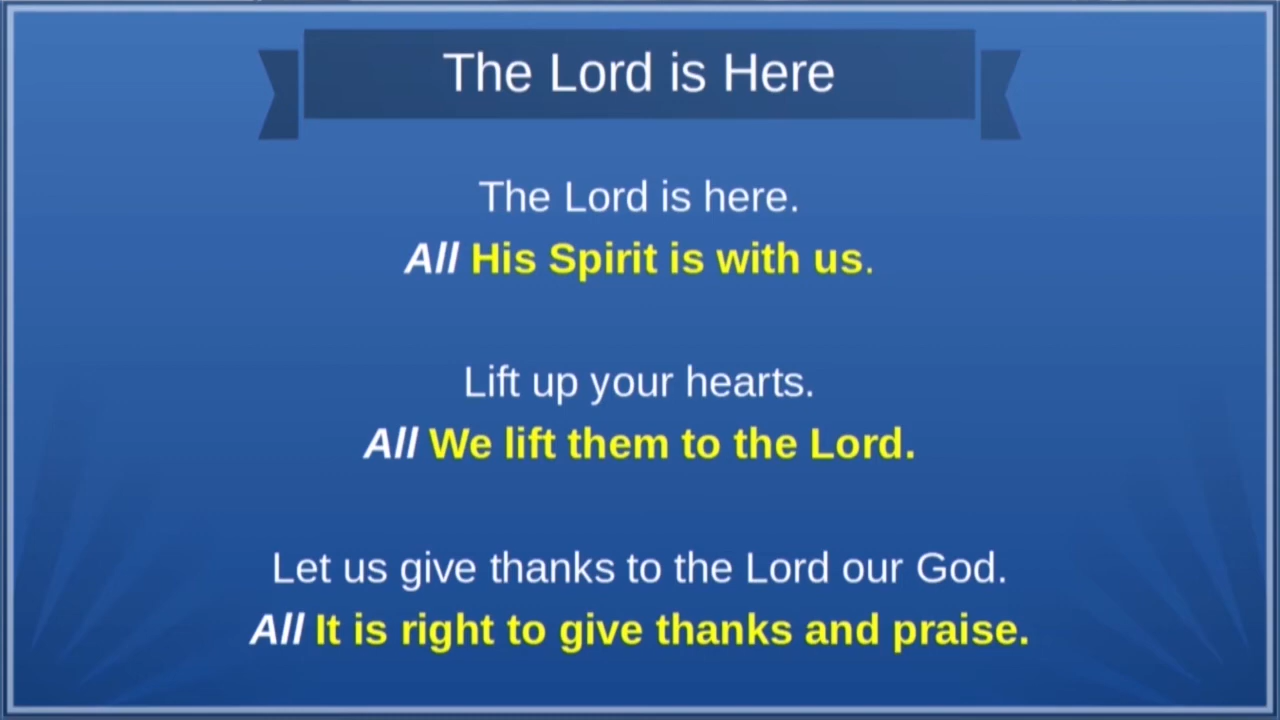 The Lord is Here
The Lord is here.
All His Spirit is with us.
Lift up your hearts.
All We lift them to the Lord.
Let us give thanks to the Lord our God.
All It is right to give thanks and praise.